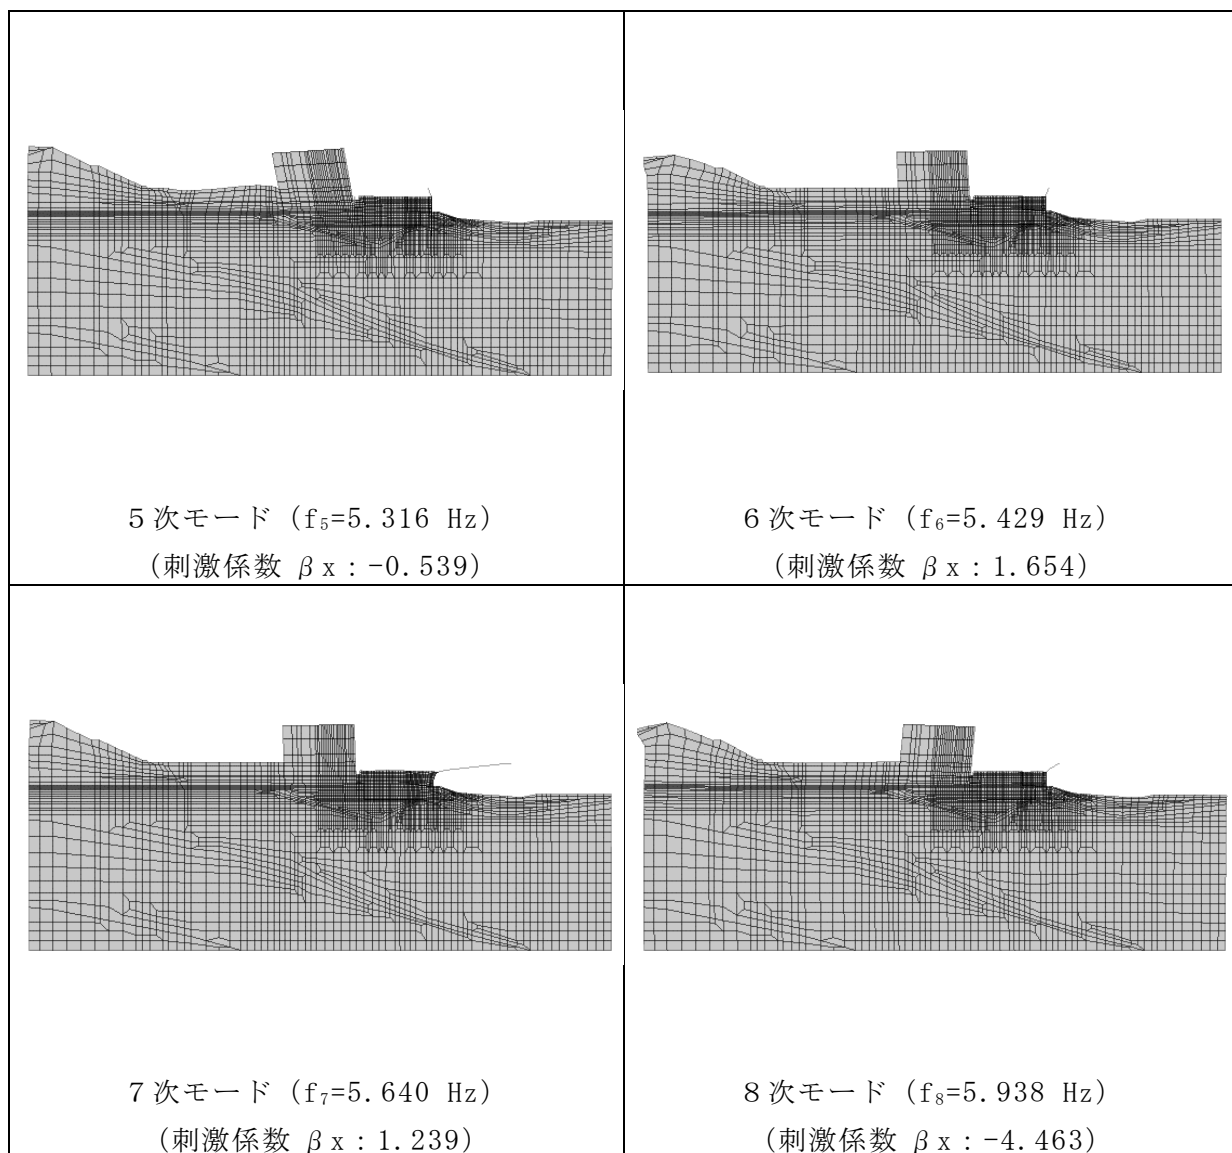 5次モード (f₅=5.316 Hz)
(刺激係数 βx:-0.539)
6次モード (f₆=5.429 Hz)
(刺激係数 βx:1.654)
7次モード (f₇=5.640 Hz)
(刺激係数 βx:1.239)
8次モード (f₈=5.938 Hz)
(刺激係数 βx:-4.463)